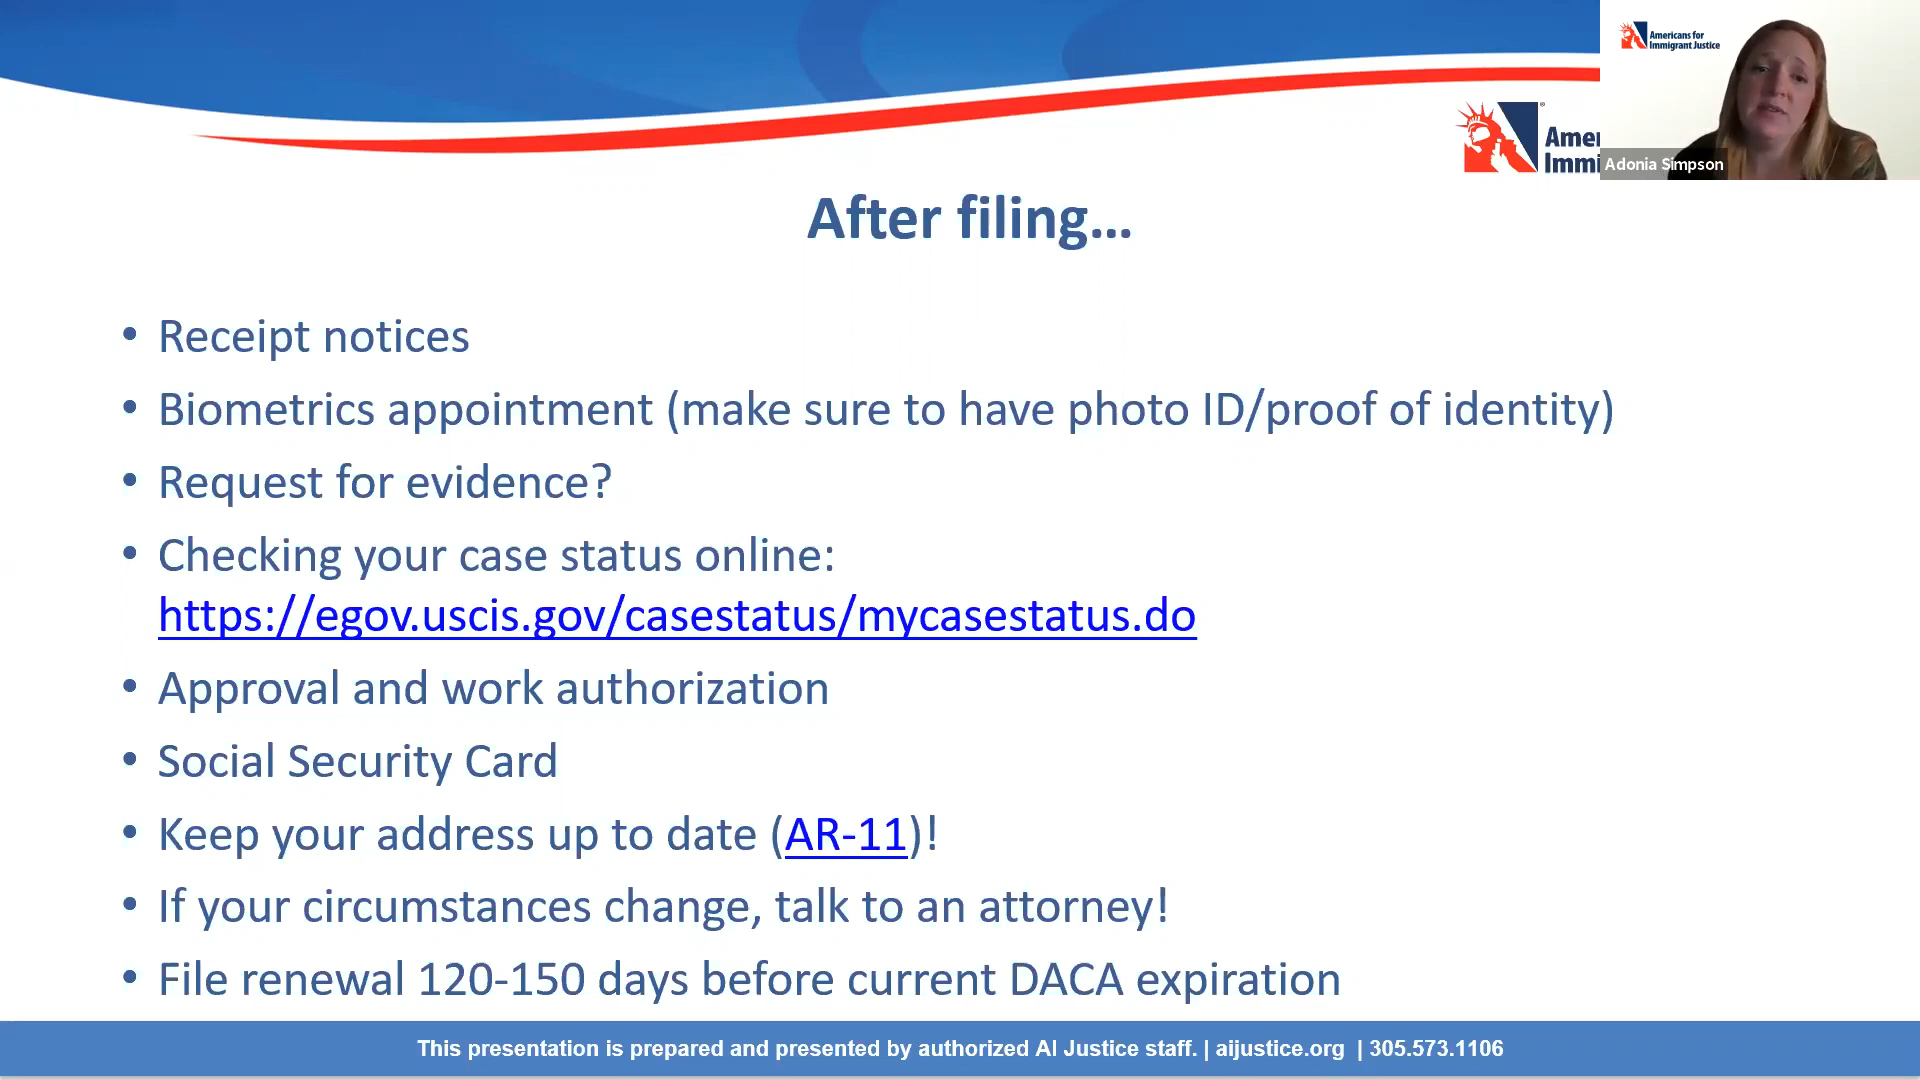 Americans for
Immigrant Justice
Adonia Simpson
After filing...
• Receipt notices
• Biometrics appointment (make sure to have photo ID/proof of identity)
• Request for evidence?
• Checking your case status online:
https://egov.uscis.gov/casestatus/mycasestatus.do
• Approval and work authorization
• Social Security Card
• Keep your address up to date (AR-11)!
• If your circumstances change, talk to an attorney!
• File renewal 120-150 days before current DACA expiration
This presentation is prepared and presented by authorized AI Justice staff. | aijustice.org | 305.573.1106